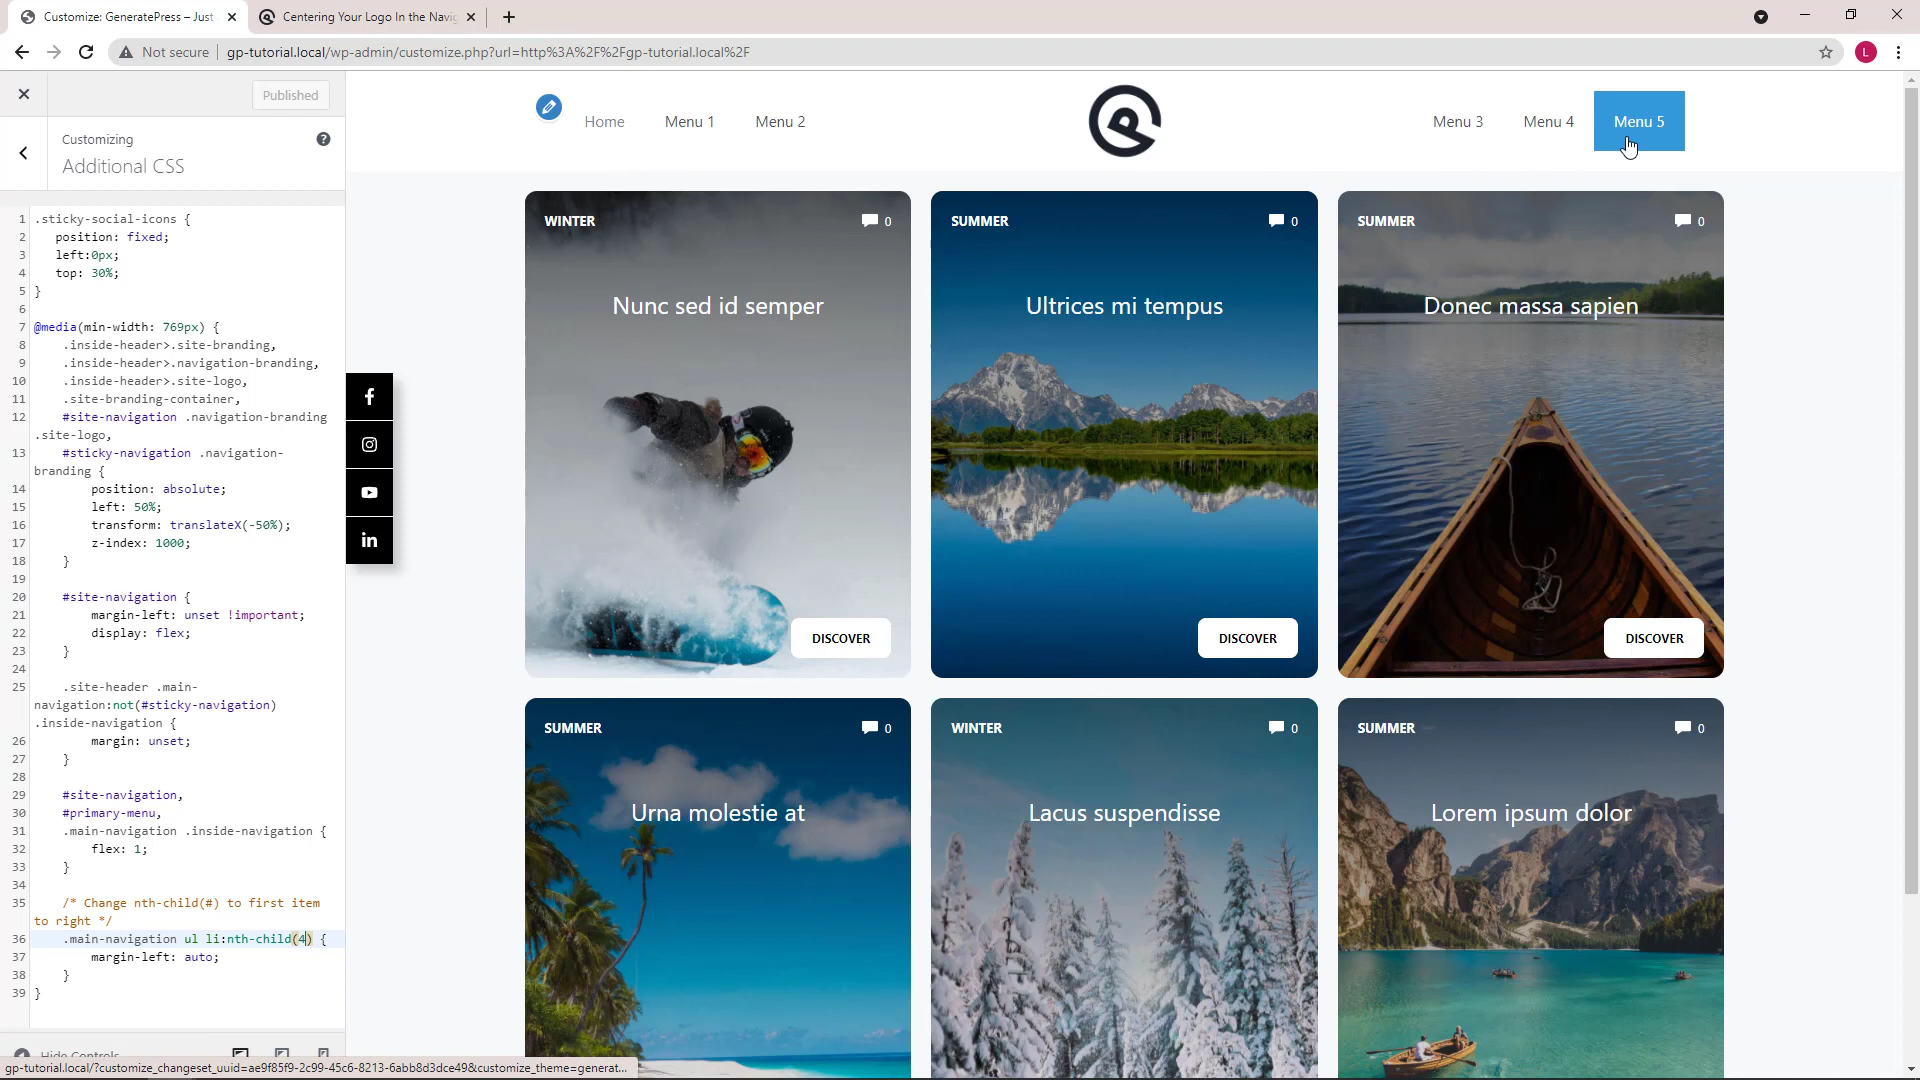 Customize: GeneratePress – Just
Centering Your Logo In the Navig
Not secure
gp-tutorial.local/wp-admin/customize.php?url=http%3A%2F%2Fgp-tutorial.local%2F
L
Published
Customizing
Additional CSS
Home
Menu 1
Menu 2
Menu 3
Menu 4
Menu 5
1 .sticky-social-icons {
2 position: fixed;
3 left:0px;
4 top: 30%;
5 }
6
7 @media(min-width: 769px) {
8 .inside-header>.site-branding,
9 .inside-header>.navigation-branding,
10 .inside-header>.site-logo,
11 .site-branding-container,
12 #site-navigation .navigation-branding
.site-logo,
13 #sticky-navigation .navigation-
branding {
14 position: absolute;
15 left: 50%;
16 transform: translateX(-50%);
17 z-index: 1000;
18 }
19
20 #site-navigation {
21 margin-left: unset !important;
22 display: flex;
23 }
24
25 .site-header .main-
navigation:not(#sticky-navigation)
.inside-navigation {
26 margin: unset;
27 }
28
29 #site-navigation,
30 #primary-menu,
31 .main-navigation .inside-navigation {
32 flex: 1;
33 }
34
35 /* Change nth-child(#) to first item
to right */
36 .main-navigation ul li:nth-child(4) {
37 margin-left: auto;
38 }
39 }
Hide Controls
WINTER
0
Nunc sed id semper
DISCOVER
SUMMER
0
Ultrices mi tempus
DISCOVER
SUMMER
0
Donec massa sapien
DISCOVER
SUMMER
0
Urna molestie at
WINTER
0
Lacus suspendisse
SUMMER
0
Lorem ipsum dolor
gp-tutorial.local/?customize_changeset_uuid=ae9f85f9-2c99-45c6-8213-6abb8d3dce49&customize_theme=generat...